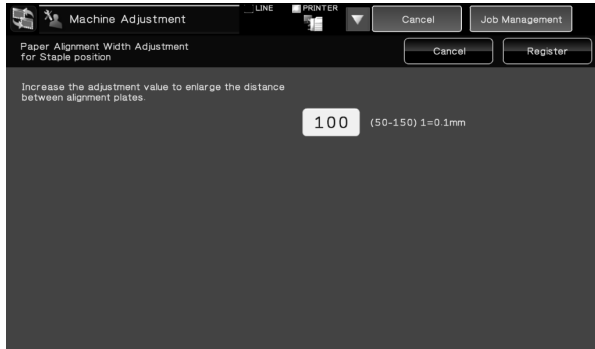 Machine Adjustment
LINE
PRINTER
Cancel
Job Management
Paper Alignment Width Adjustment
for Staple position
Cancel
Register
Increase the adjustment value to enlarge the distance
between alignment plates.
100
(50-150) 1=0.1mm